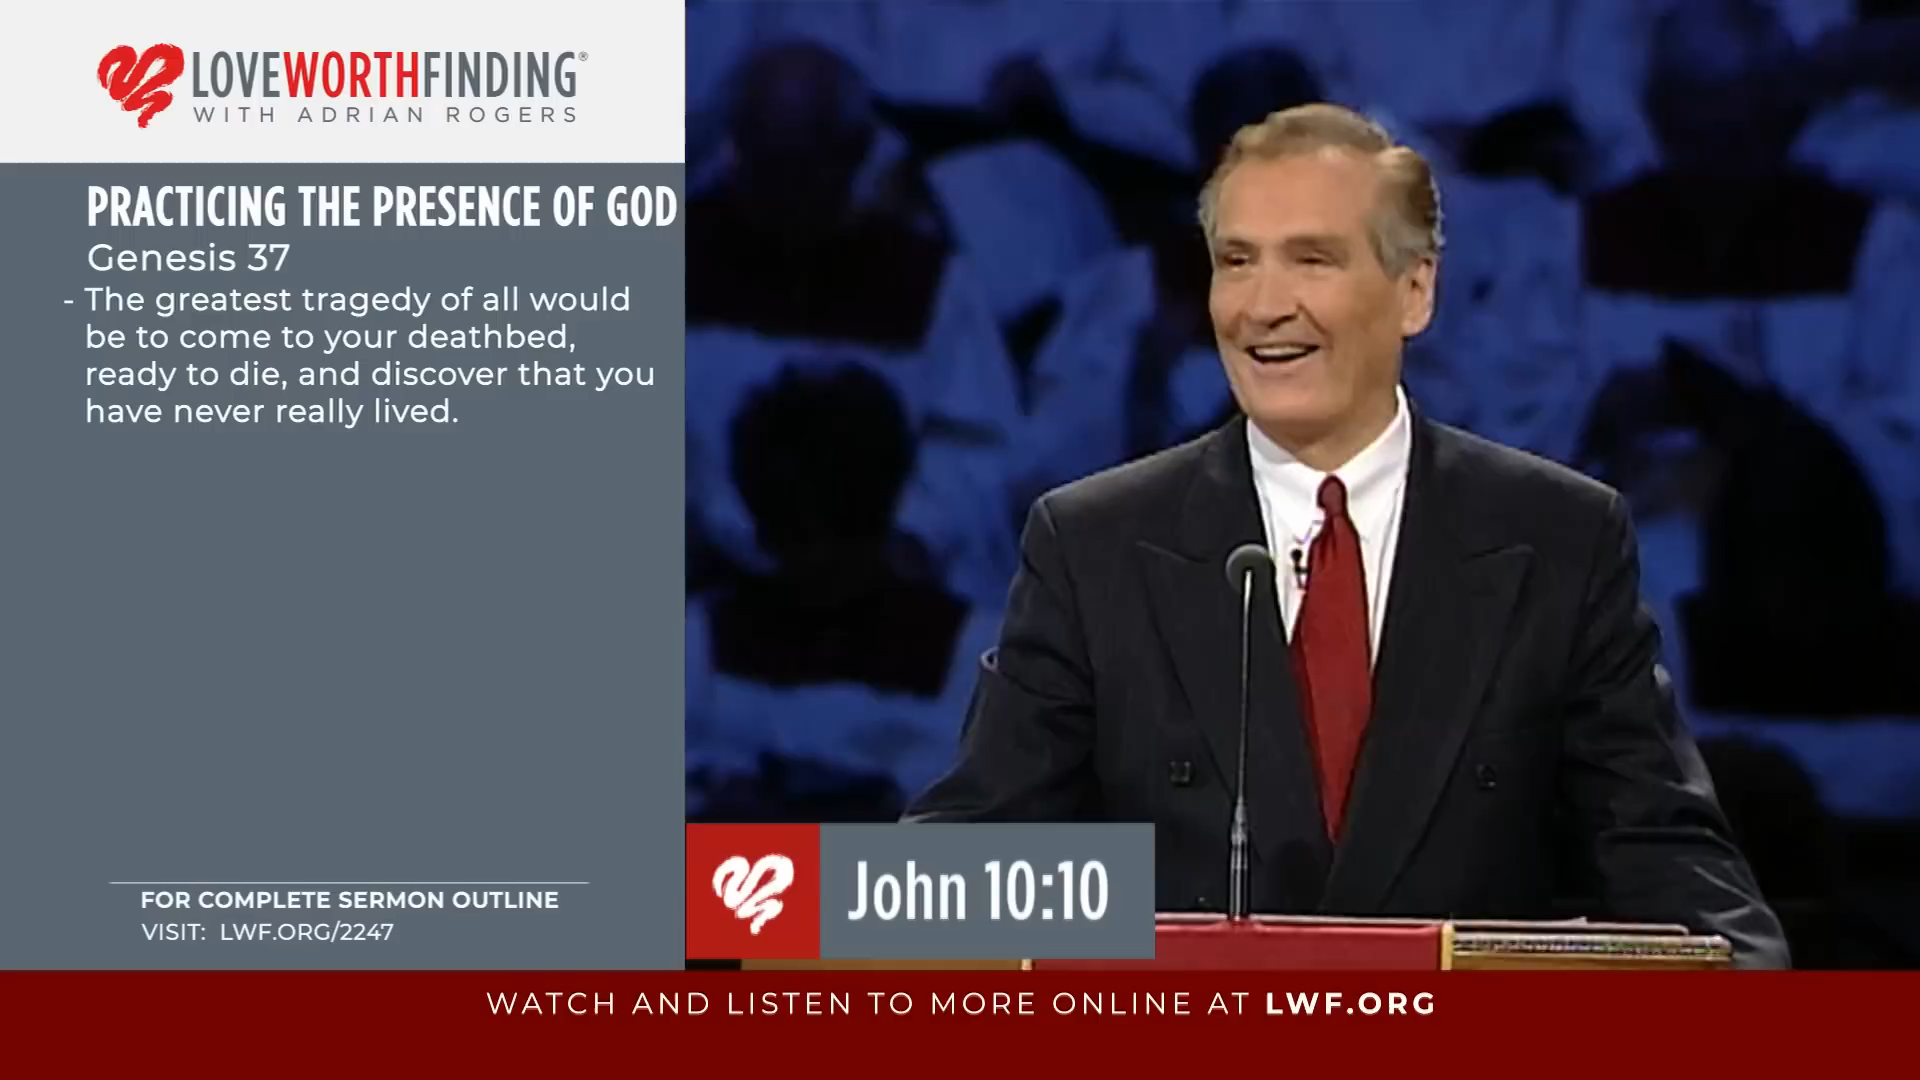 LOVEWORTHFINDING®
WITH ADRIAN ROGERS
PRACTICING THE PRESENCE OF GOD
Genesis 37
- The greatest tragedy of all would
be to come to your deathbed,
ready to die, and discover that you
have never really lived.
FOR COMPLETE SERMON OUTLINE
VISIT: LWF.ORG/2247
John 10:10
WATCH AND LISTEN TO MORE ONLINE AT LWF.ORG